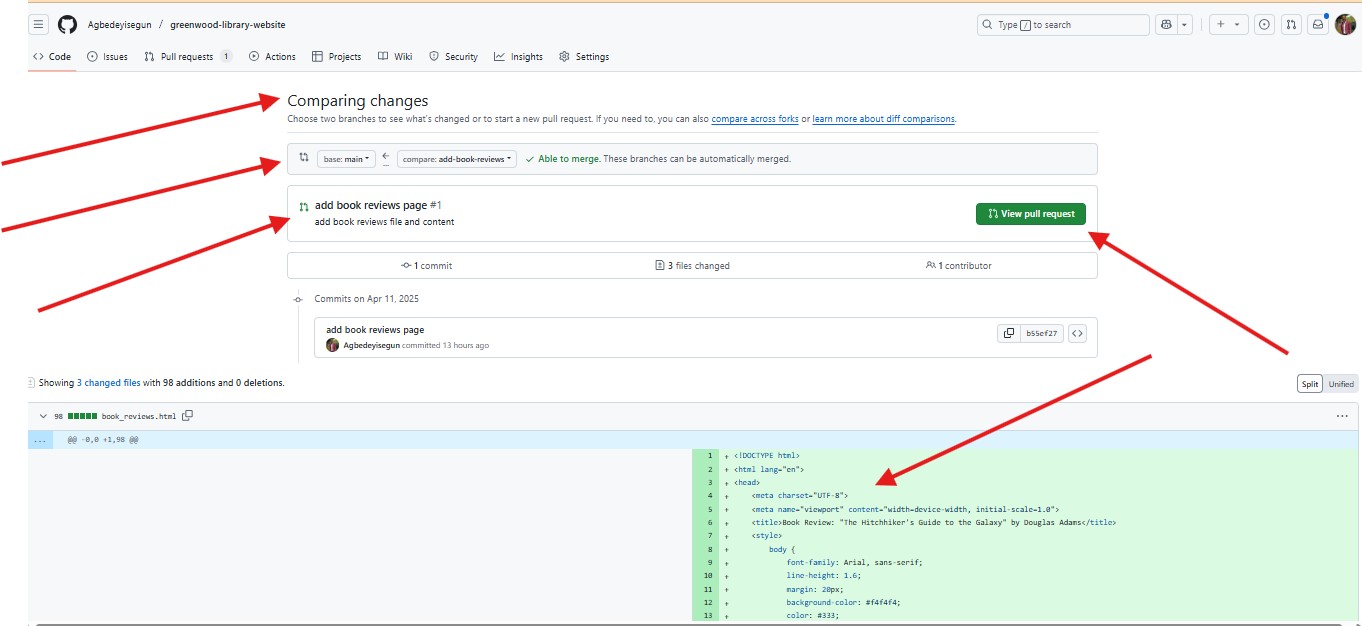 Agbedeyisegun / greenwood-library-website
Type / to search
Code Issues Pull requests 1 Actions Projects Wiki Security Insights Settings
Comparing changes
Choose two branches to see what's changed or to start a new pull request. If you need to, you can also compare across forks or learn more about diff comparisons.
base: main compare: add-book-reviews Able to merge. These branches can be automatically merged.
add book reviews page #1
add book reviews file and content
View pull request
1 commit 3 files changed 1 contributor
Commits on Apr 11, 2025
add book reviews page
Agbedeyisegun committed 13 hours ago
b55ef27
Showing 3 changed files with 98 additions and 0 deletions.
Split Unified
98 book_reviews.html
... @@ -0,0 +1,98 @@
1 + <!DOCTYPE html>
2 + <html lang="en">
3 + <head>
4 + <meta charset="UTF-8">
5 + <meta name="viewport" content="width=device-width, initial-scale=1.0">
6 + <title>Book Review: "The Hitchhiker's Guide to the Galaxy" by Douglas Adams</title>
7 + <style>
8 + body {
9 + font-family: Arial, sans-serif;
10 + line-height: 1.6;
11 + margin: 20px;
12 + background-color: #f4f4f4;
13 + color: #333;